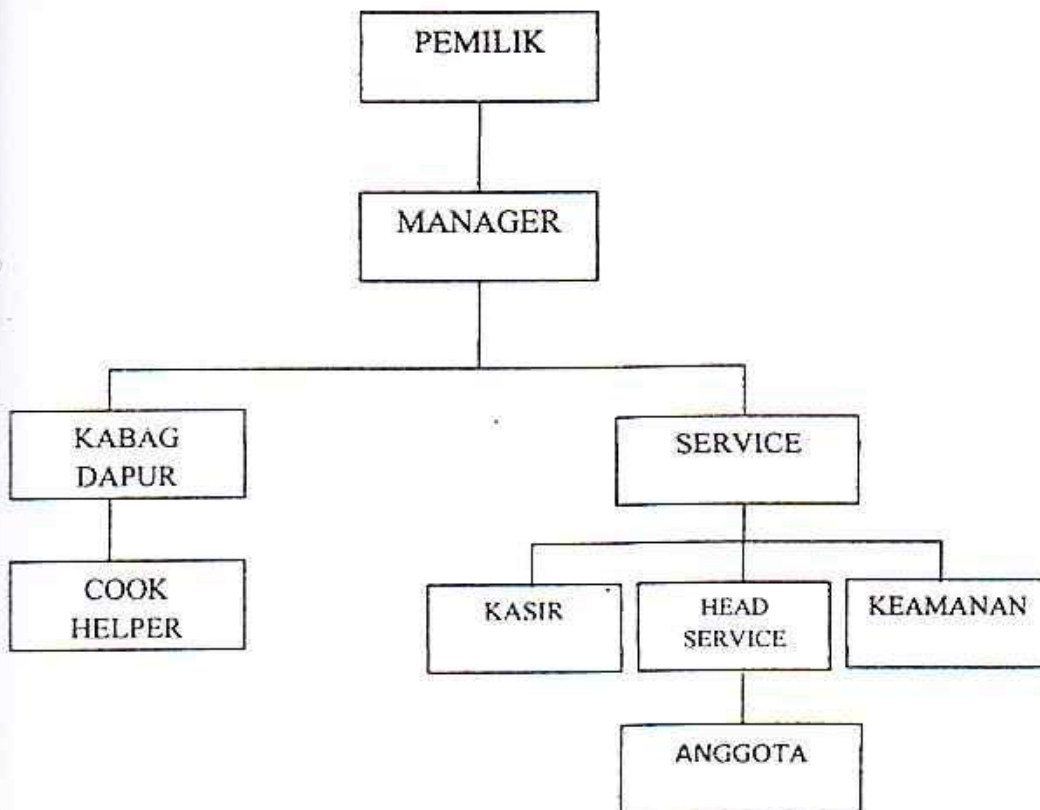 PEMILIK
MANAGER
KABAG
DAPUR
SERVICE
COOK
HELPER
KASIR
HEAD
SERVICE
KEAMANAN
ANGGOTA